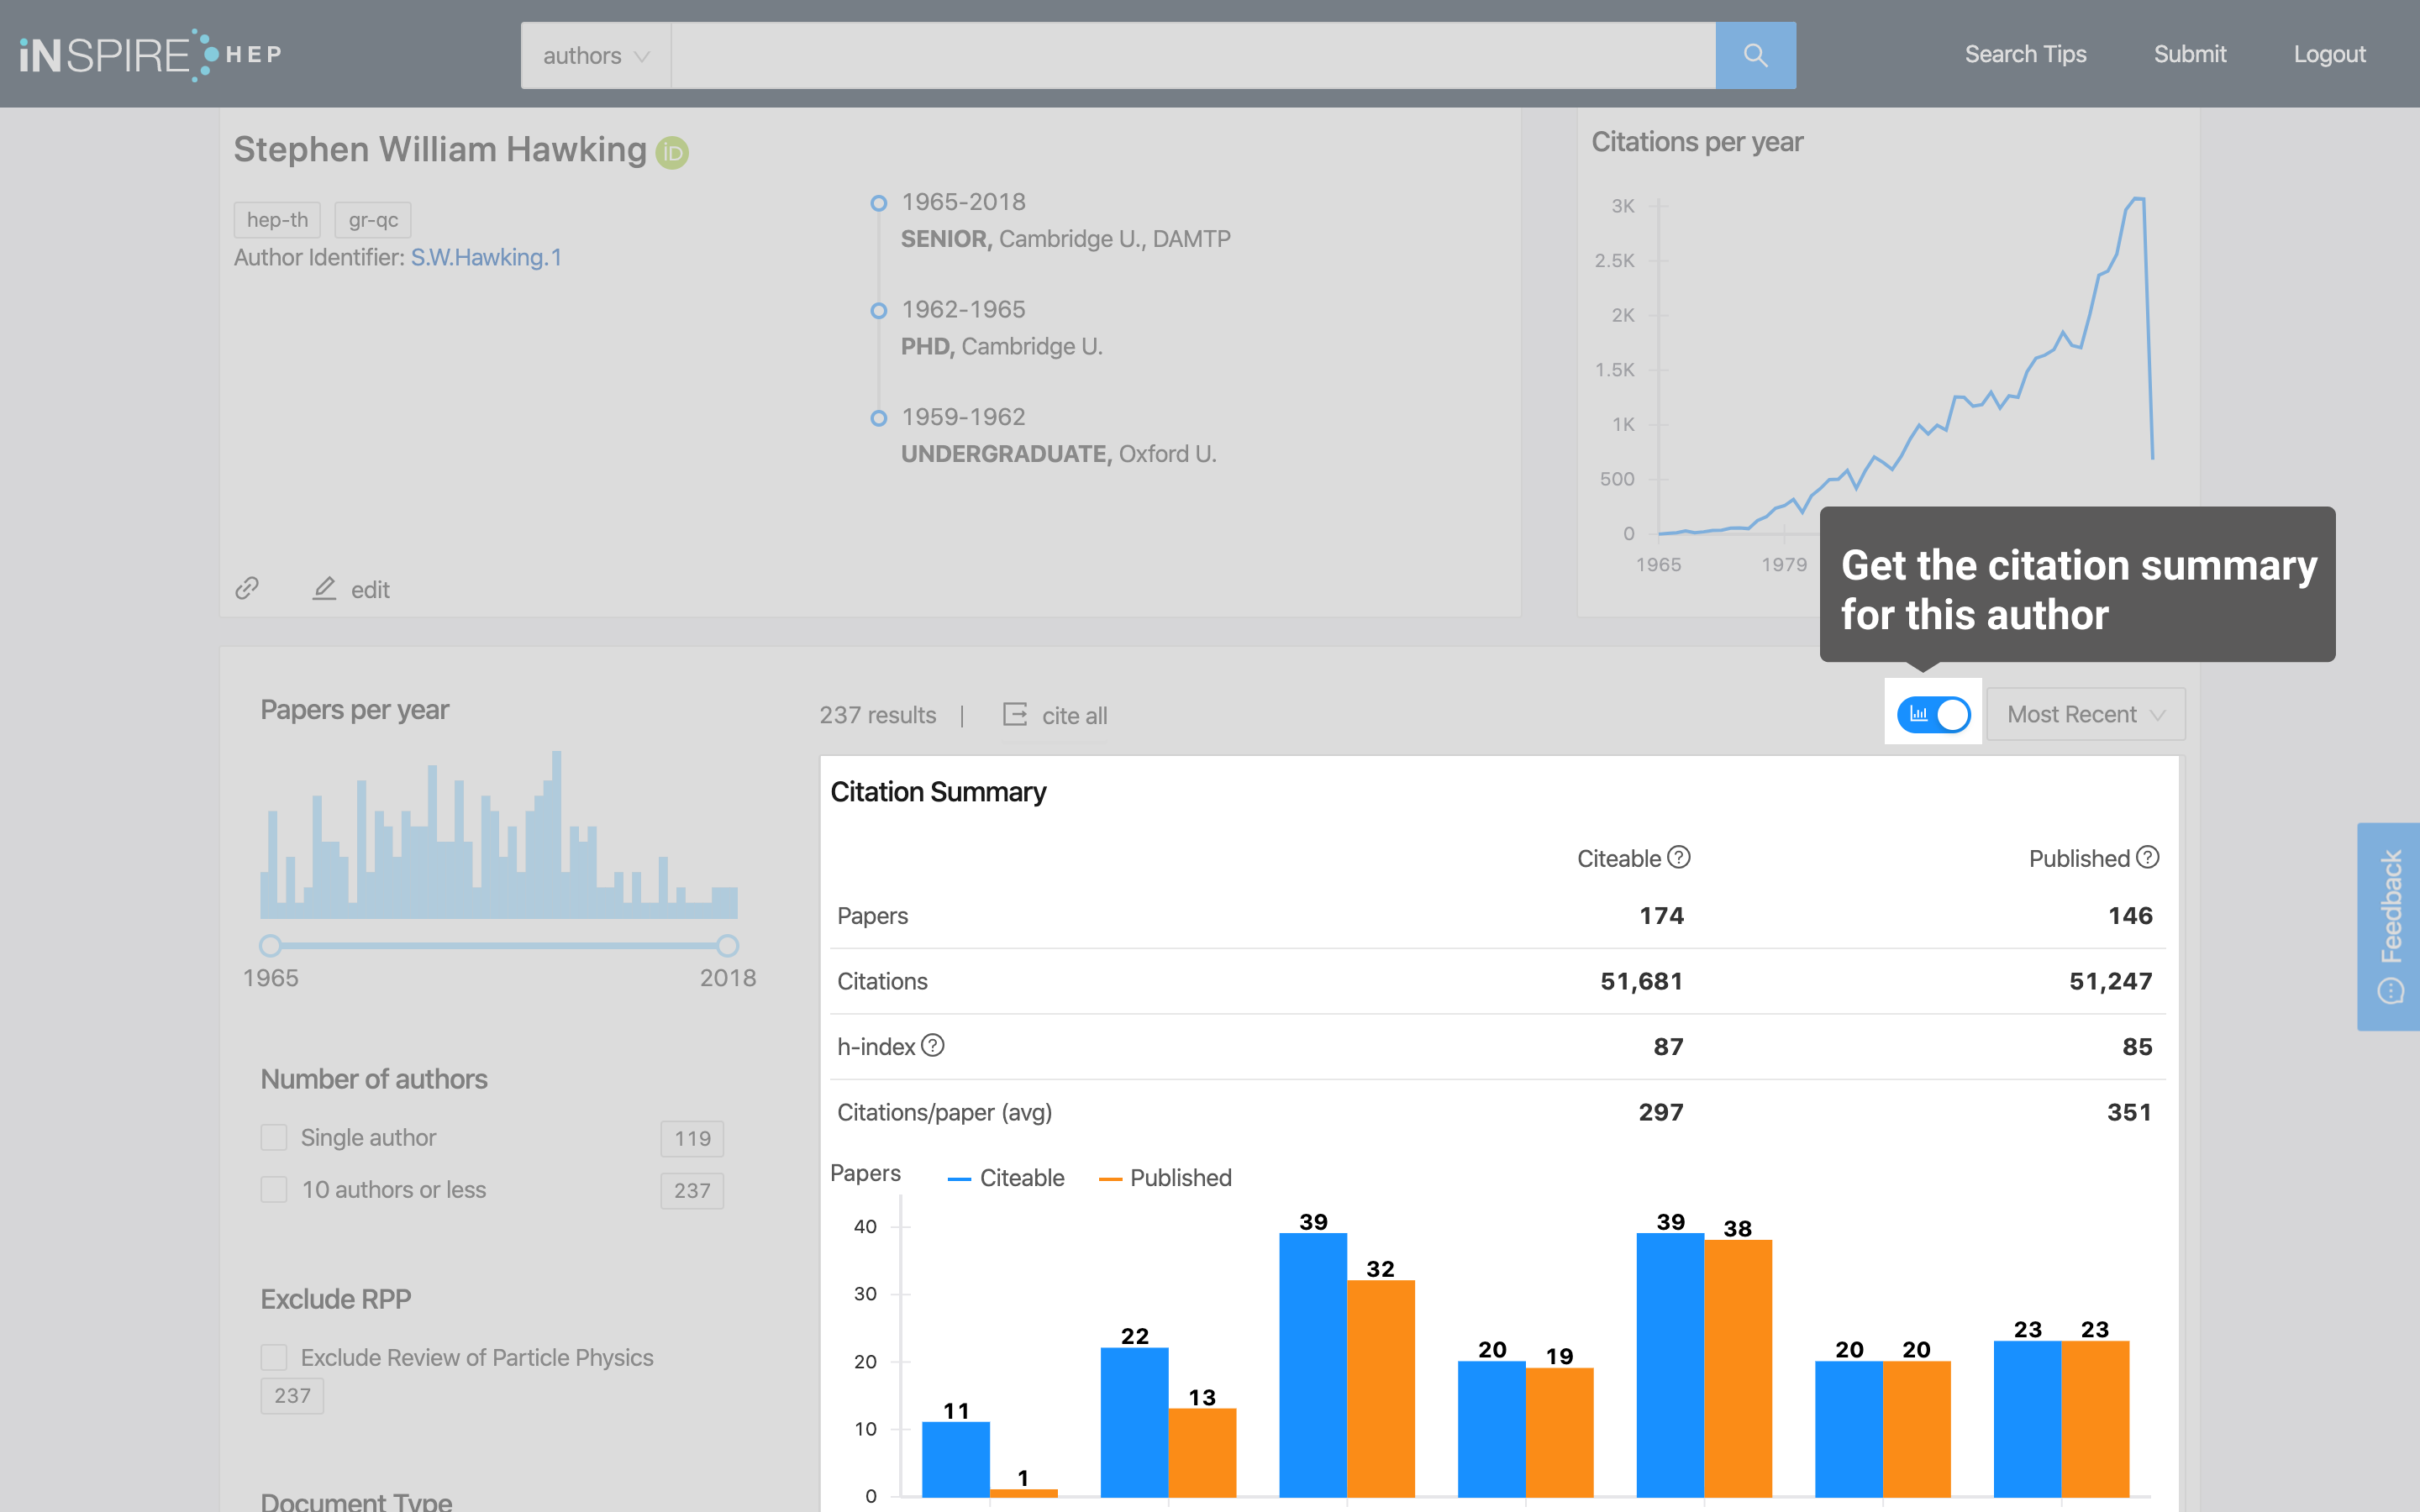 iNSPIRE HEP
authors
Search Tips
Submit
Logout
Stephen William Hawking iD
hep-th
gr-qc
Author Identifier: S.W.Hawking.1
1965-2018
SENIOR, Cambridge U., DAMTP
1962-1965
PHD, Cambridge U.
1959-1962
UNDERGRADUATE, Oxford U.
edit
Citations per year
3K
2.5K
2K
1.5K
1K
500
0
1965
1979
Get the citation summary
for this author
Papers per year
1965
2018
Number of authors
Single author
119
10 authors or less
237
Exclude RPP
Exclude Review of Particle Physics
237
Document Type
237 results | cite all
Most Recent
Citation Summary
Citeable ?
Published ?
Papers 174 146
Citations 51,681 51,247
h-index ? 87 85
Citations/paper (avg) 297 351
Papers
Citeable
Published
40
30
20
10
0
11
1
22
13
39
32
20
19
39
38
20
20
23
23
Feedback